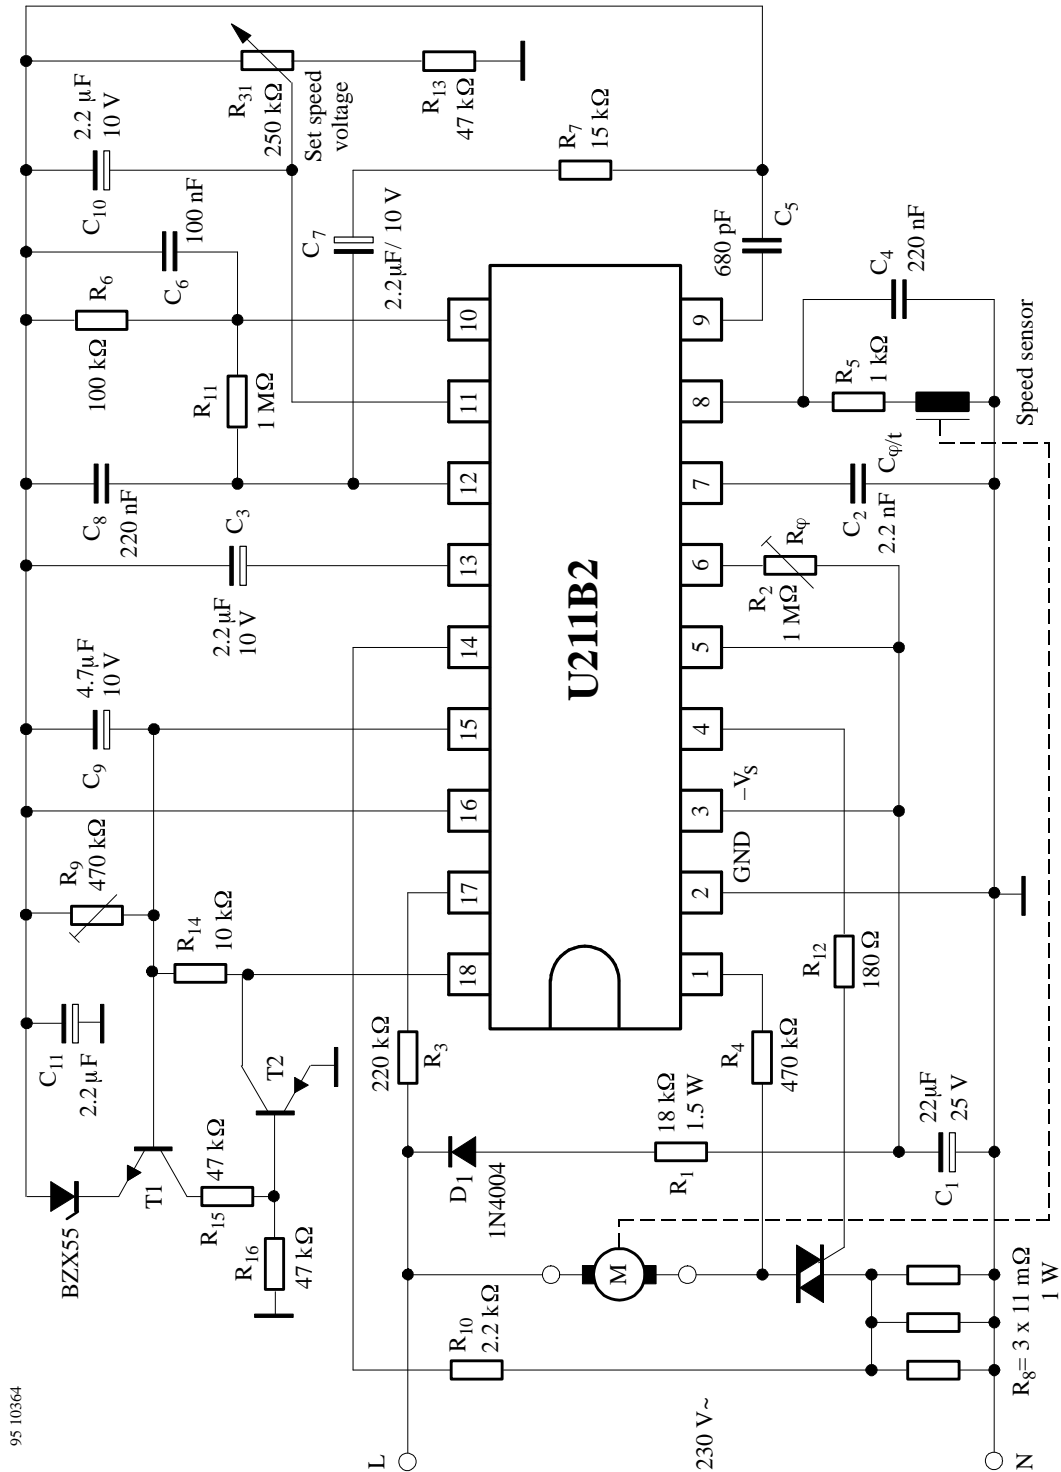 95 10364
L
230 V~
N
R10
2.2 kΩ
R8= 3 x 11 mΩ
1 W
BZX55
T1
R15
47 kΩ
R16
47 kΩ
M
D1
1N4004
R1
18 kΩ
1.5 W
C1
22μF
25 V
C11
2.2 μF
T2
220 kΩ
R3
R4
470 kΩ
R12
180 Ω
R14
10 kΩ
R9
470 kΩ
C9
4.7μF
10 V
2.2 μF
10 V
C3
C8
220 nF
R11
1 MΩ
100 kΩ
R6
C6
100 nF
C10
2.2 μF
10 V
R31
250 kΩ
Set speed
voltage
R13
47 kΩ
C7
2.2μF/ 10 V
R7
15 kΩ
18
17
16
15
14
13
12
11
10
U211B2
1
2
3
4
5
6
7
8
9
GND
−VS
R2
1 MΩ
Rφ
C2
2.2 nF
Cφ/t
R5
1 kΩ
680 pF
C5
C4
220 nF
Speed sensor